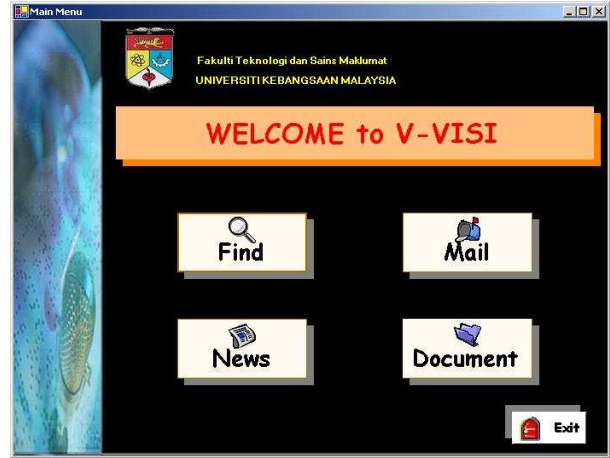 Main Menu
Fakulti Teknologi dan Sains Maklumat
UNIVERSITI KEBANGSAAN MALAYSIA
WELCOME to V-VISI
Find
Mail
News
Document
Exit